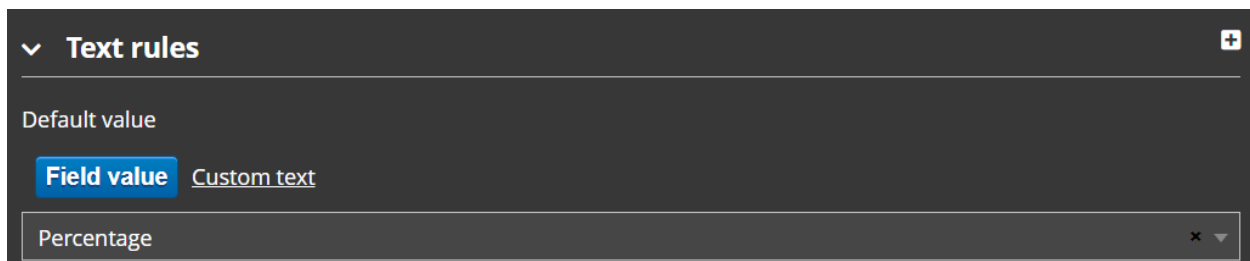 Text rules
Default value
Field value Custom text
Percentage